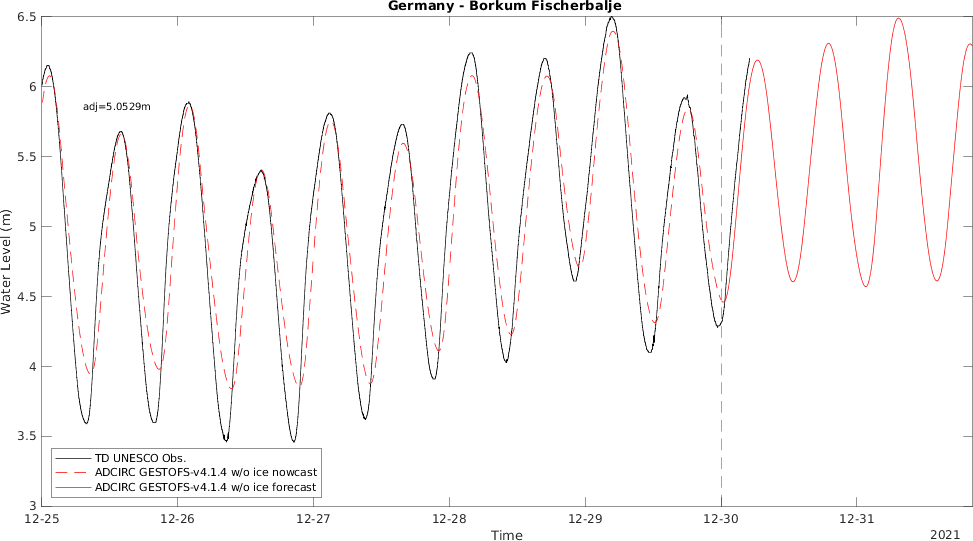 Germany - Borkum Fischerbalje
6.5
6
5.5
5
4.5
4
3.5
3
Water Level (m)
adj=5.0529m
TD UNESCO Obs.
ADCIRC GESTOFS-v4.1.4 w/o ice nowcast
ADCIRC GESTOFS-v4.1.4 w/o ice forecast
12-25 12-26 12-27 12-28 12-29 12-30 12-31
Time
2021